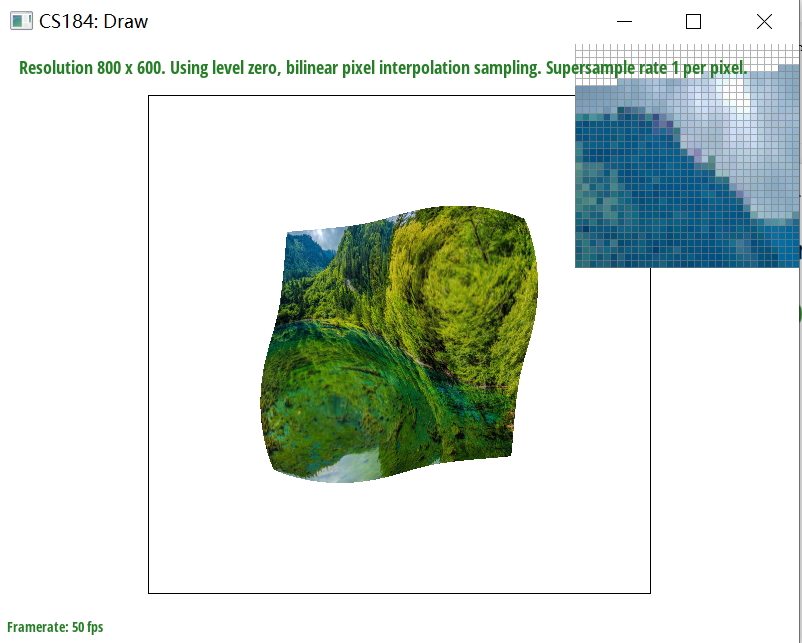 CS184: Draw
Resolution 800 x 600. Using level zero, bilinear pixel interpolation sampling. Supersample rate 1 per pixel.
Framerate: 50 fps